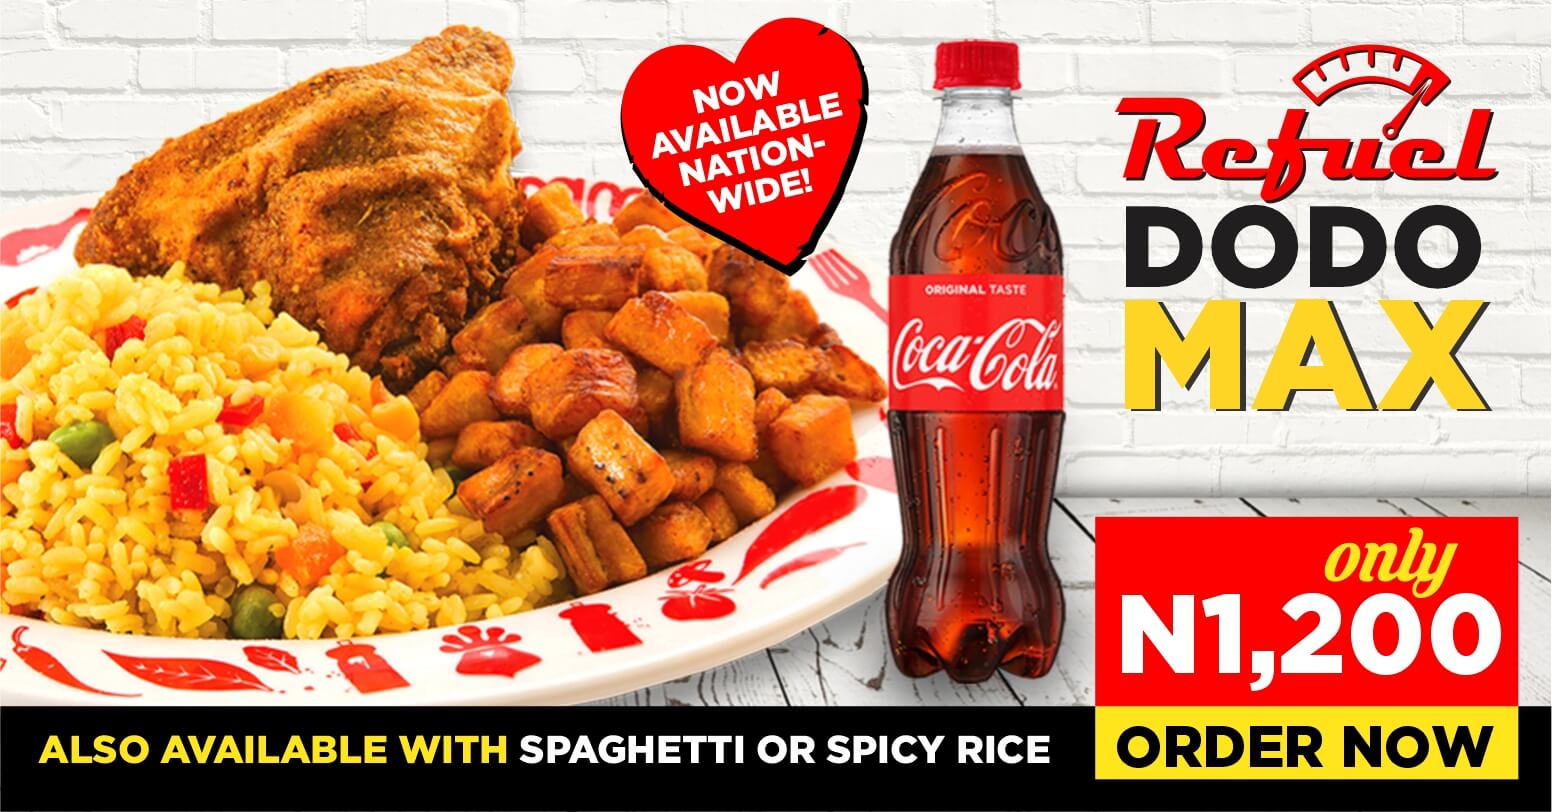 NOW
AVAILABLE
NATION-
WIDE!
ORIGINAL TASTE
Coca-Cola
Refuel
DODO
MAX
only
N1,200
ORDER NOW
ALSO AVAILABLE WITH SPAGHETTI OR SPICY RICE